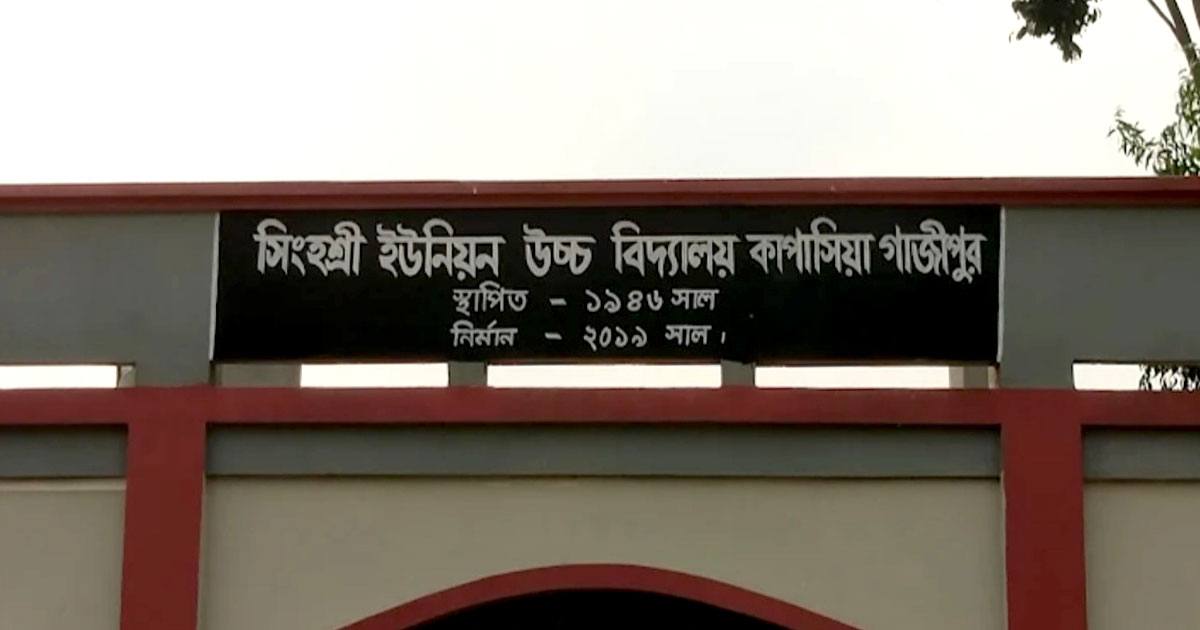 সিংহশ্রী ইউনিয়ন উচ্চ বিদ্যালয় কাপাসিয়া গাজীপুর
স্থাপিত - ১৯৪৬ সাল
নির্মান - ২০১৯ সাল।